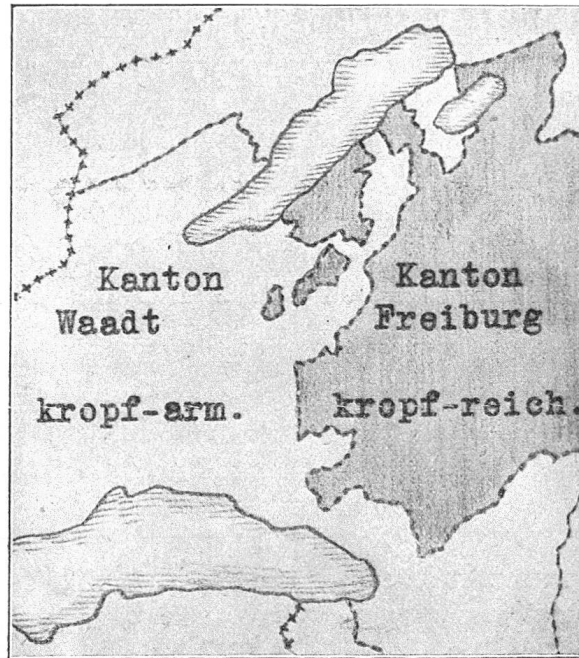 Kanton
Waadt
kropf-arm.
Kanton
Freiburg
kropf-reich.